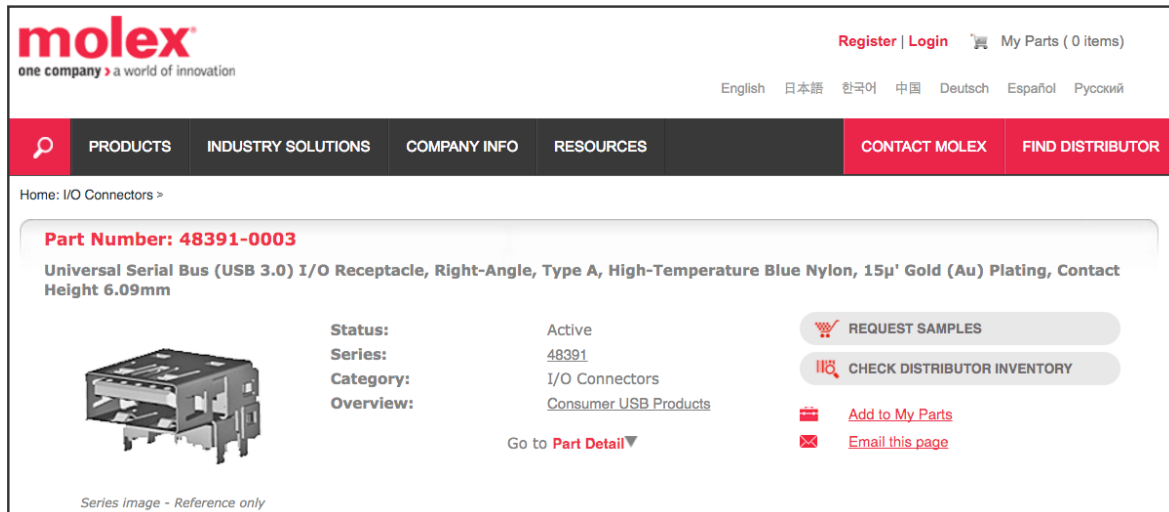 molex
one company > a world of innovation
Register | Login My Parts ( 0 items)
English 日本語 한국어 中国 Deutsch Español Русский
PRODUCTS INDUSTRY SOLUTIONS COMPANY INFO RESOURCES CONTACT MOLEX FIND DISTRIBUTOR
Home: I/O Connectors >
Part Number: 48391-0003
Universal Serial Bus (USB 3.0) I/O Receptacle, Right-Angle, Type A, High-Temperature Blue Nylon, 15µ' Gold (Au) Plating, Contact
Height 6.09mm
Status: Active
Series: 48391
Category: I/O Connectors
Overview: Consumer USB Products
Go to Part Detail▼
REQUEST SAMPLES
CHECK DISTRIBUTOR INVENTORY
Add to My Parts
Email this page
Series image - Reference only